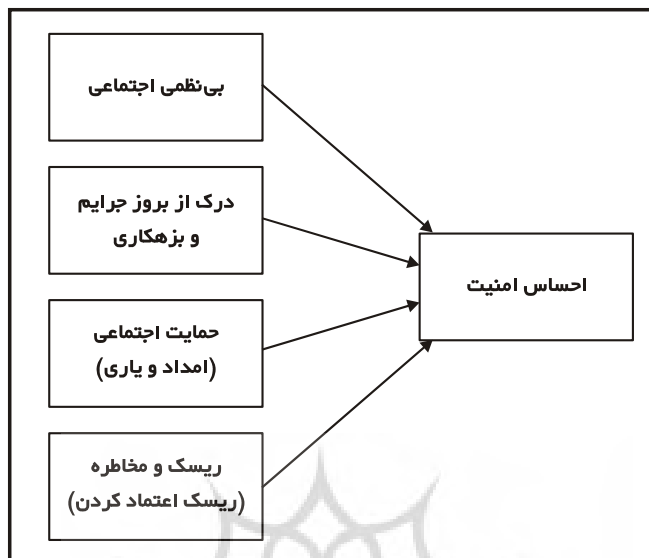 بی‌نظمی اجتماعی
درک از بروز جرایم
و بزهکاری
احساس امنیت
حمایت اجتماعی
(امداد و یاری)
ریسک و مخاطره
(ریسک اعتماد کردن)